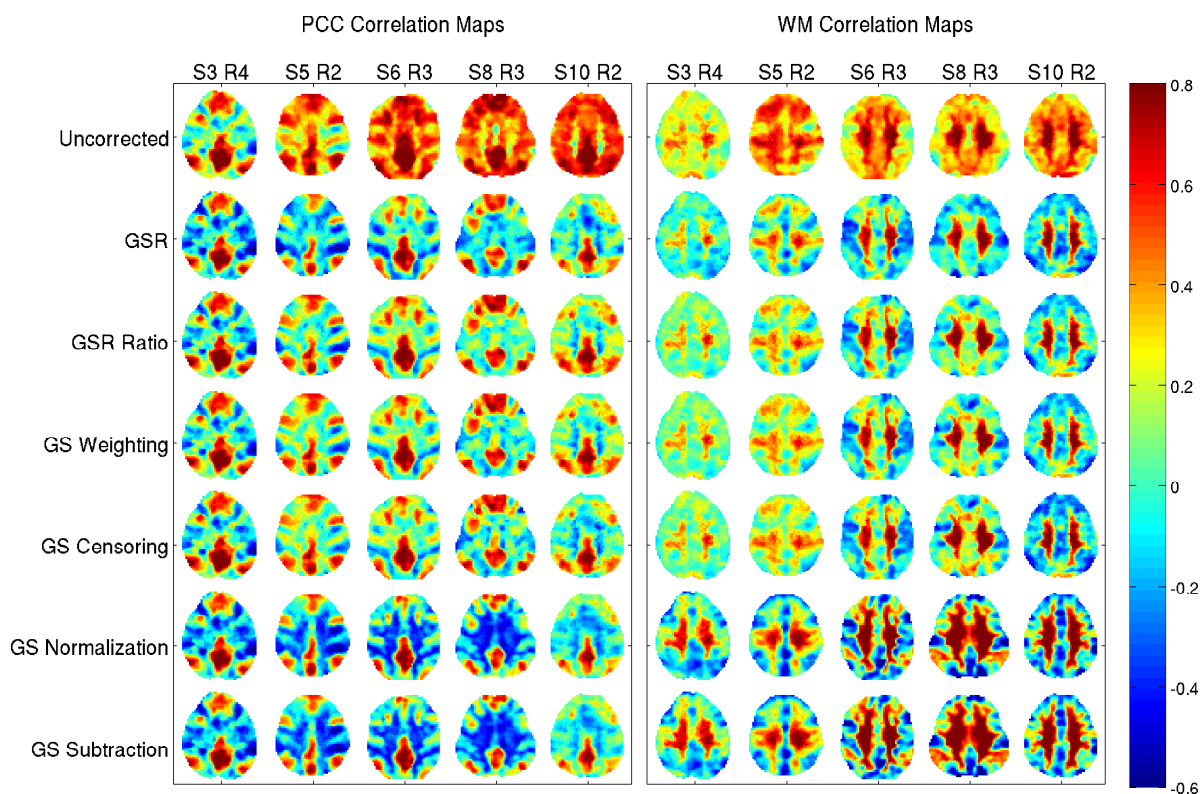 PCC Correlation Maps WM Correlation Maps
S3 R4 S5 R2 S6 R3 S8 R3 S10 R2 S3 R4 S5 R2 S6 R3 S8 R3 S10 R2
Uncorrected
GSR
GSR Ratio
GS Weighting
GS Censoring
GS Normalization
GS Subtraction
0.8
0.6
0.4
0.2
0
-0.2
-0.4
-0.6